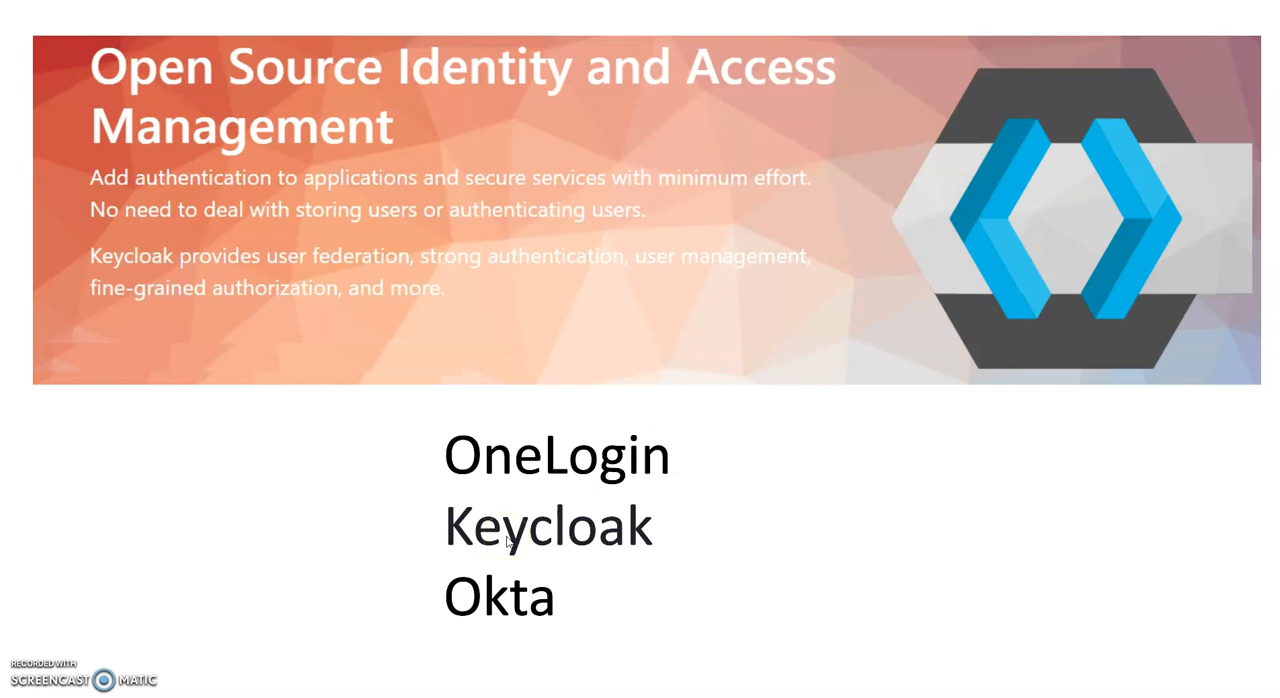 Open Source Identity and Access
Management
Add authentication to applications and secure services with minimum effort.
No need to deal with storing users or authenticating users.
Keycloak provides user federation, strong authentication, user management,
fine-grained authorization, and more.
OneLogin
Keycloak
Okta
RECORDED WITH
SCREENCAST MATIC